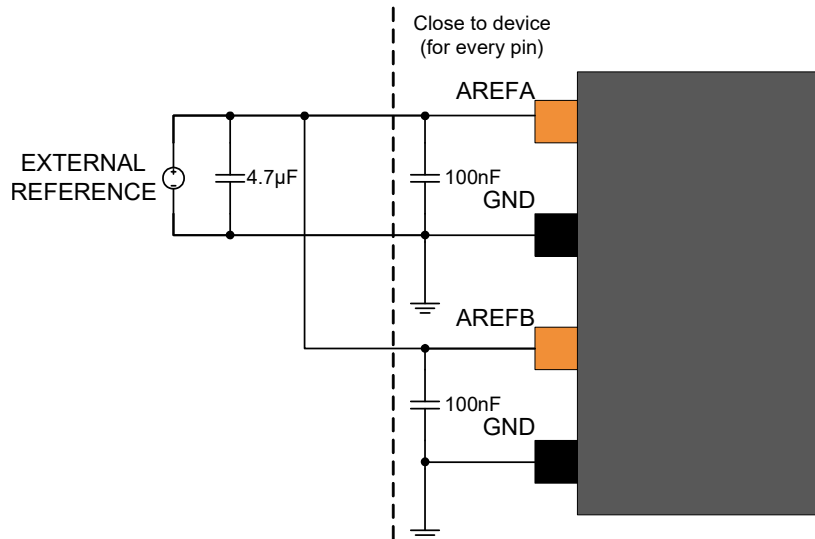 Close to device
(for every pin)
AREFA
EXTERNAL
REFERENCE
+
-
4.7µF
100nF
GND
AREFB
100nF
GND